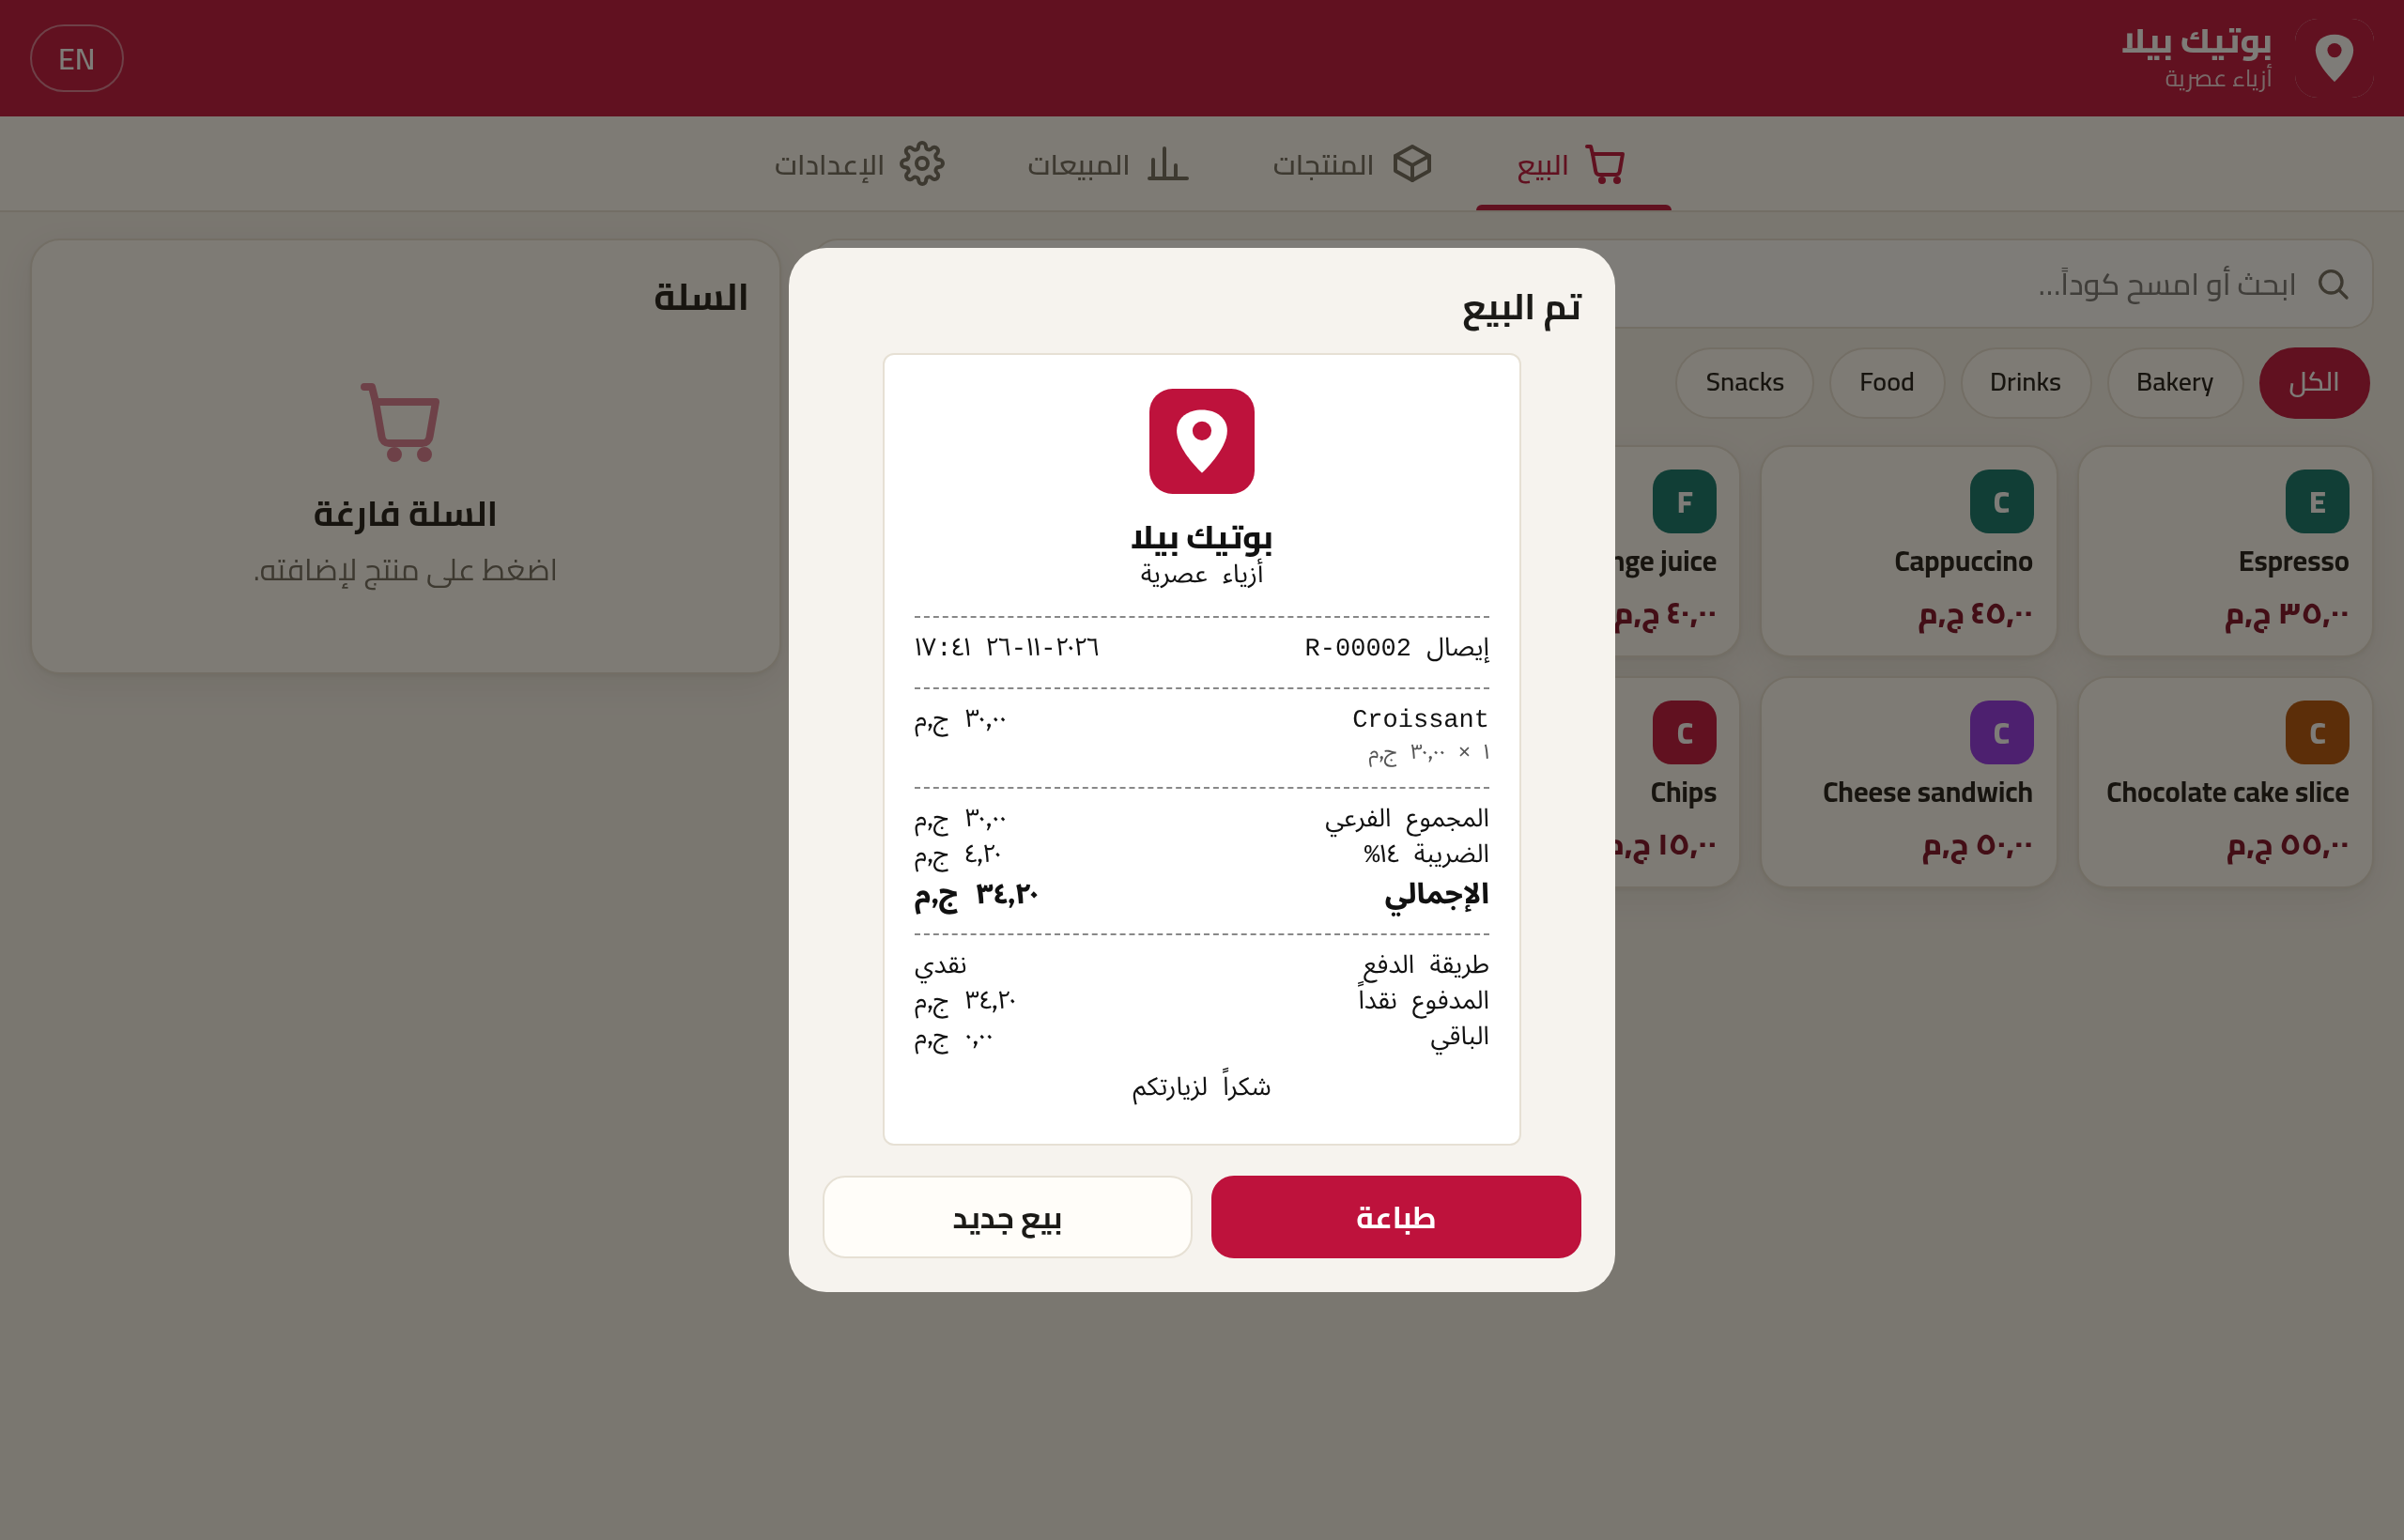 بوتيك بيلا
أزياء عصرية
EN
البيع
المنتجات
المبيعات
الإعدادات
ابحث أو امسح كوداً...
الكل
Bakery
Drinks
Food
Snacks
E
Espresso
٣٥,٠٠ ج,م
C
Cappuccino
٤٥,٠٠ ج,م
F
juice
٤٠,٠٠ ج,م
C
Chocolate cake slice
٥٥,٠٠ ج,م
C
Cheese sandwich
٥٠,٠٠ ج,م
C
Chips
١٥,٠٠ ج,م
السلة
السلة فارغة
اضغط على منتج لإضافته.
تم البيع
بوتيك بيلا
أزياء عصرية
إيصال R-00002 ٢٠٢٦-١١-٢٦ ١٧:٤١
Croissant ٣٠,٠٠ ج,م
١ × ٣٠,٠٠ ج,م
المجموع الفرعي ٣٠,٠٠ ج,م
الضريبة ١٤% ٤,٢٠ ج,م
الإجمالي ٣٤,٢٠ ج,م
طريقة الدفع نقدي
المدفوع نقداً ٣٤,٢٠ ج,م
الباقي ٠,٠٠ ج,م
شكراً لزيارتكم
طباعة
بيع جديد